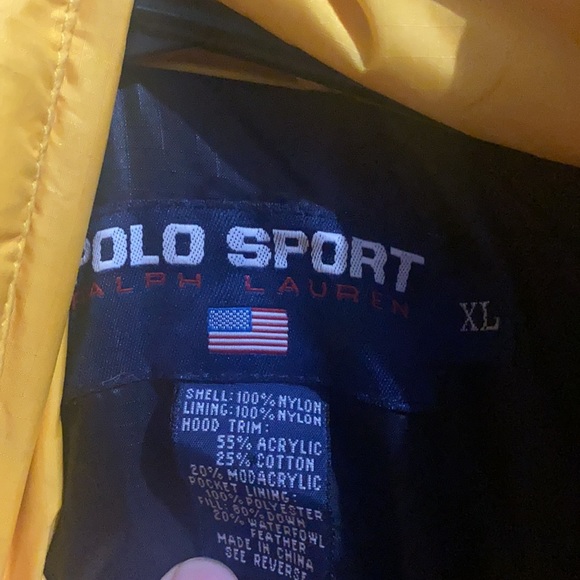 POLO SPORT
RALPH LAUREN
XL
SHELL:100%NYLON
LINING:100%NYLON
HOOD TRIM:
55% ACRYLIC
25% COTTON
20% MODACRYLIC
POCKET LINING:
100% POLYESTER
FILL: 80%DOWN
20% WATERFOWL
FEATHER
MADE IN CHINA
SEE REVERSE